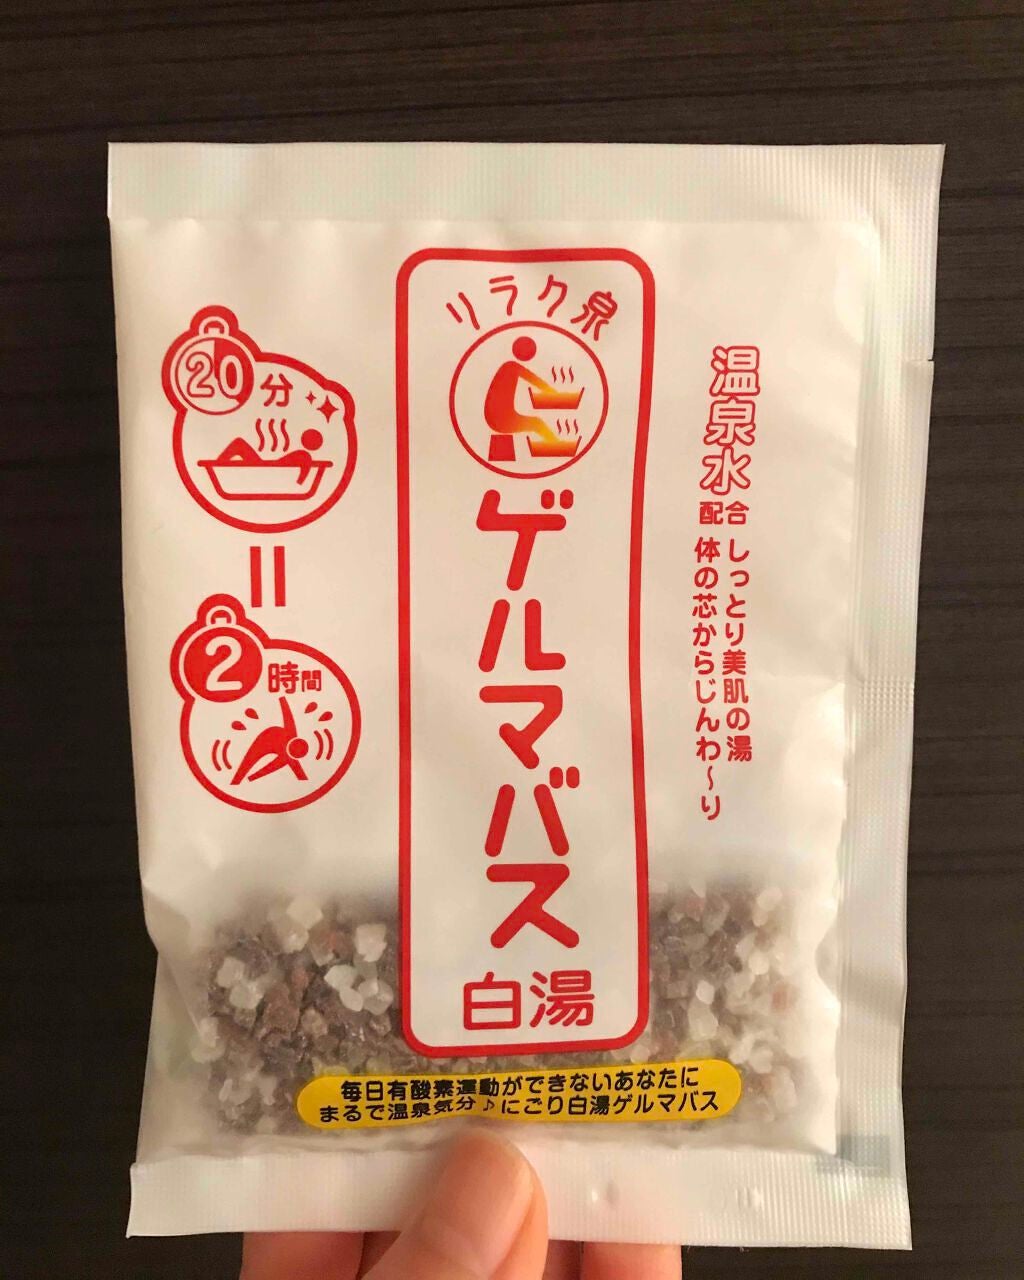 リラク泉
ゲルマバス
白湯
温泉水
配合
しっとり美肌の湯
体の芯からじんわ～り
20分
2時間
毎日有酸素運動ができないあなたに
まるで温泉気分♪にごり白湯ゲルマバス